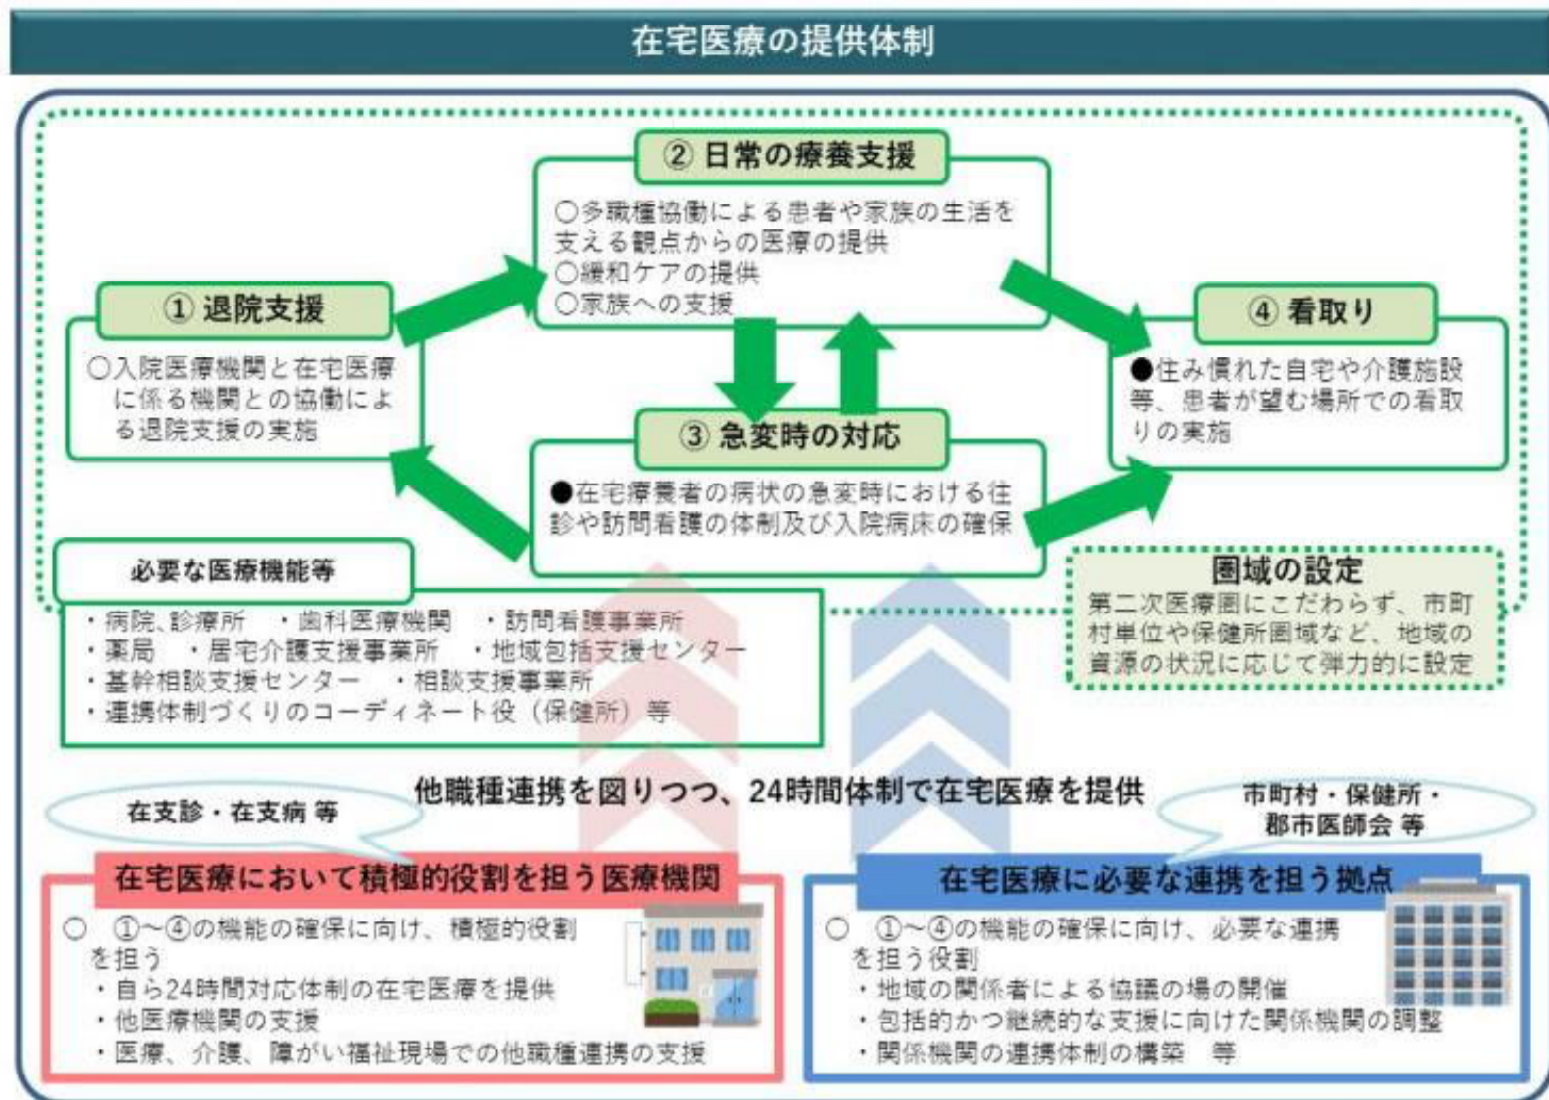 在宅医療の提供体制
② 日常の療養支援
○多職種協働による患者や家族の生活を
支える観点からの医療の提供
○緩和ケアの提供
○家族への支援
① 退院支援
○入院医療機関と在宅医療
に係る機関との協働によ
る退院支援の実施
④ 看取り
●住み慣れた自宅や介護施設
等、患者が望む場所での看取
りの実施
③ 急変時の対応
●在宅療養者の病状の急変時における往
診や訪問看護の体制及び入院病床の確保
必要な医療機能等
・病院、診療所 ・歯科医療機関 ・訪問看護事業所
・薬局 ・居宅介護支援事業所 ・地域包括支援センター
・基幹相談支援センター ・相談支援事業所
・連携体制づくりのコーディネート役（保健所）等
圏域の設定
第二次医療圏にこだわらず、市町
村単位や保健所圏域など、地域の
資源の状況に応じて弾力的に設定
他職種連携を図りつつ、24時間体制で在宅医療を提供
在支診・在支病 等
市町村・保健所・
郡市医師会 等
在宅医療において積極的役割を担う医療機関
○ ①～④の機能の確保に向け、積極的役割
を担う
・自ら24時間対応体制の在宅医療を提供
・他医療機関の支援
・医療、介護、障がい福祉現場での他職種連携の支援
在宅医療に必要な連携を担う拠点
○ ①～④の機能の確保に向け、必要な連携
を担う役割
・地域の関係者による協議の場の開催
・包括的かつ継続的な支援に向けた関係機関の調整
・関係機関の連携体制の構築 等